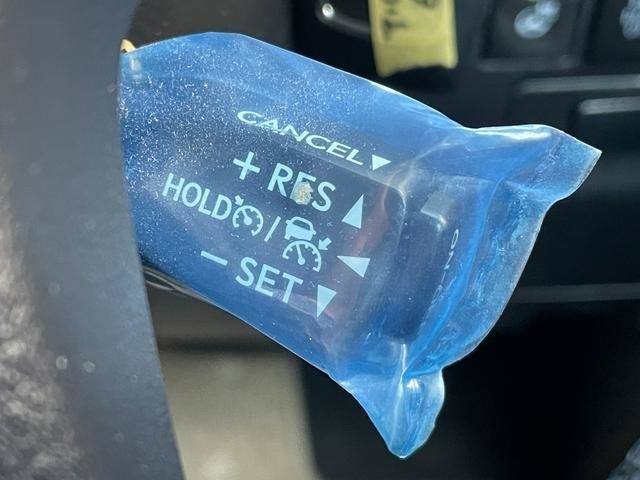 CANCEL▼
+ RES ▲
HOLD /
− SET ▼